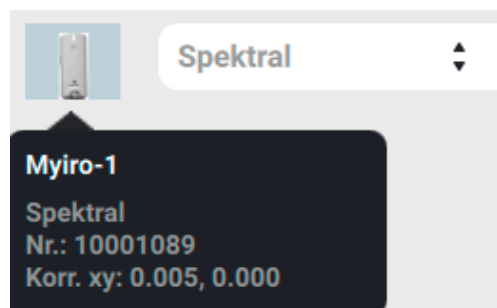 Spektral
Myiro-1
Spektral
Nr.: 10001089
Korr. xy: 0.005, 0.000